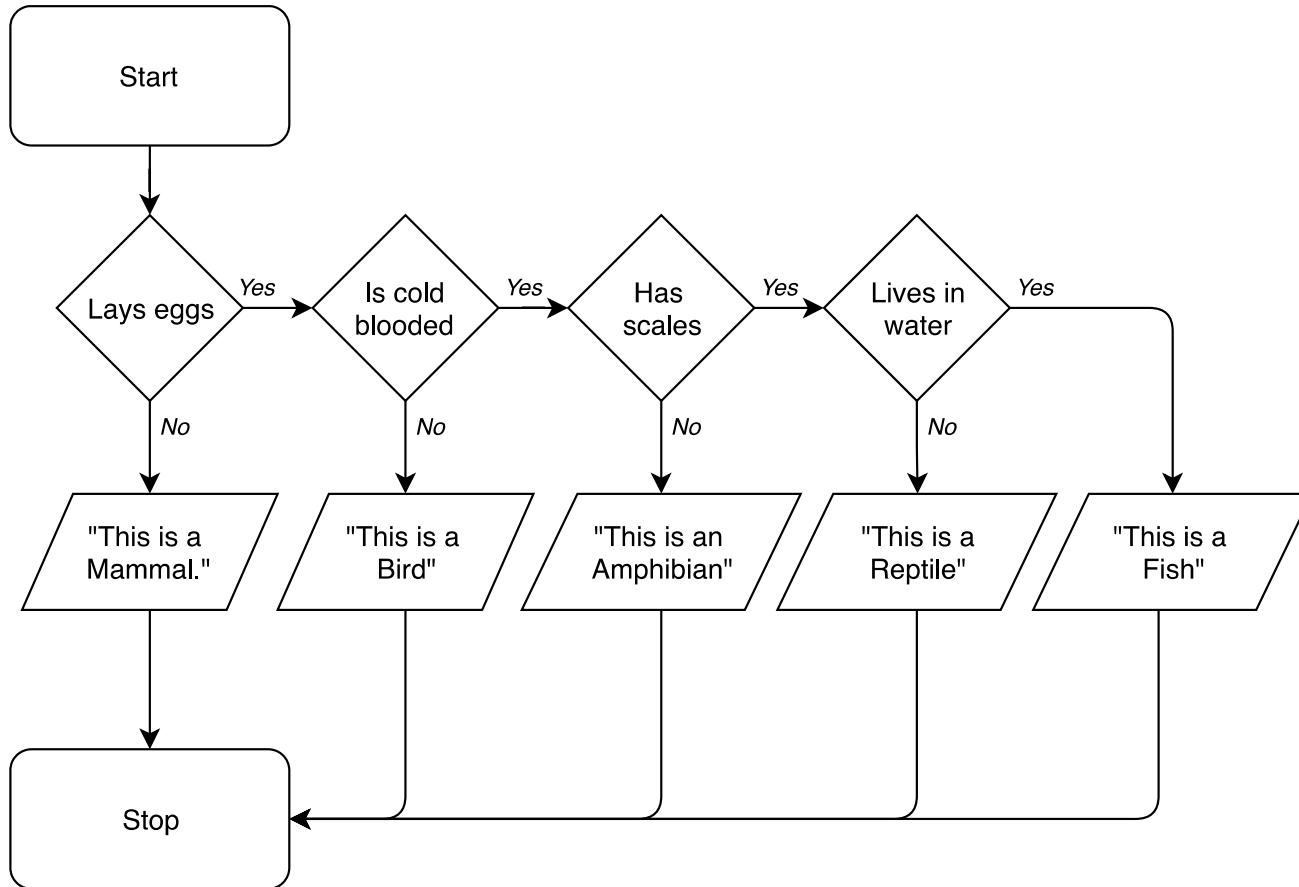 Start
Lays eggs
Yes
Is cold
blooded
Yes
Has
scales
Yes
Lives in
water
Yes
No
No
No
No
"This is a
Mammal."
"This is a
Bird"
"This is an
Amphibian"
"This is a
Reptile"
"This is a
Fish"
Stop